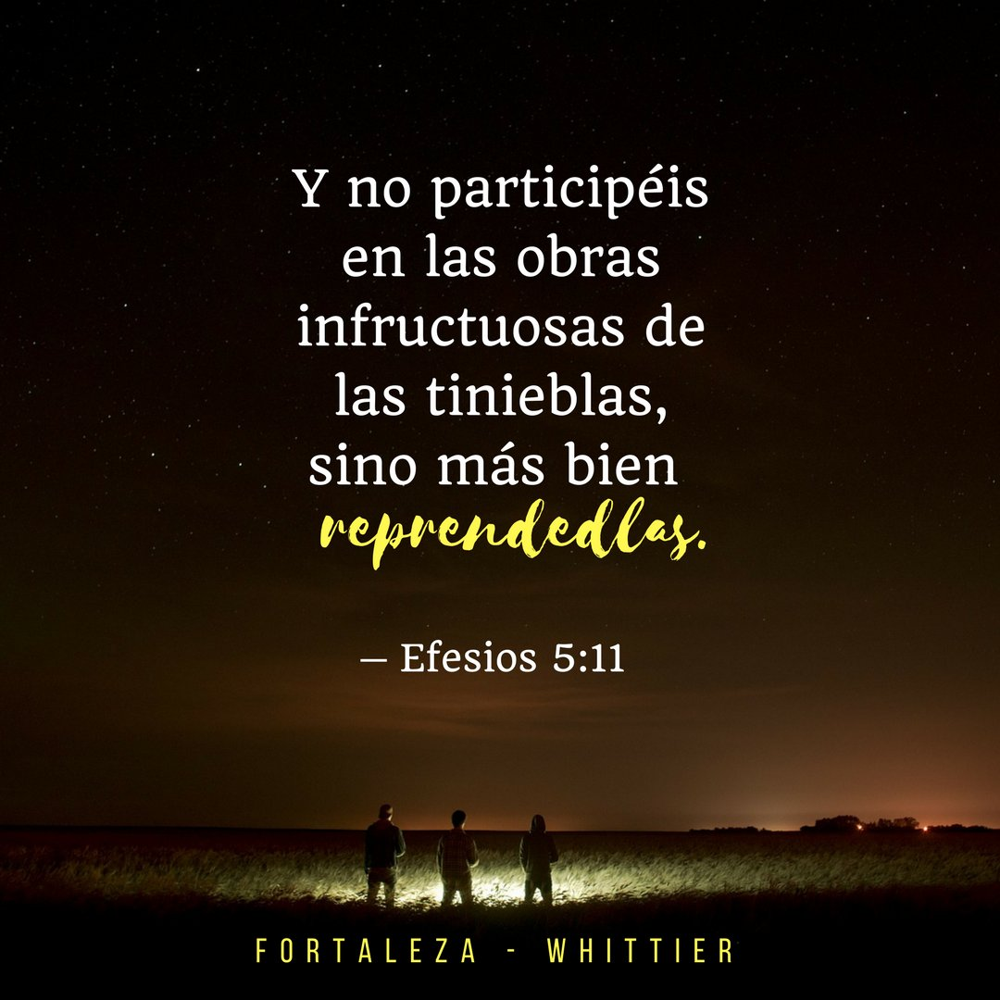 Y no participéis
en las obras
infructuosas de
las tinieblas,
sino más bien
reprendedlas.
– Efesios 5:11
FORTALEZA - WHITTIER